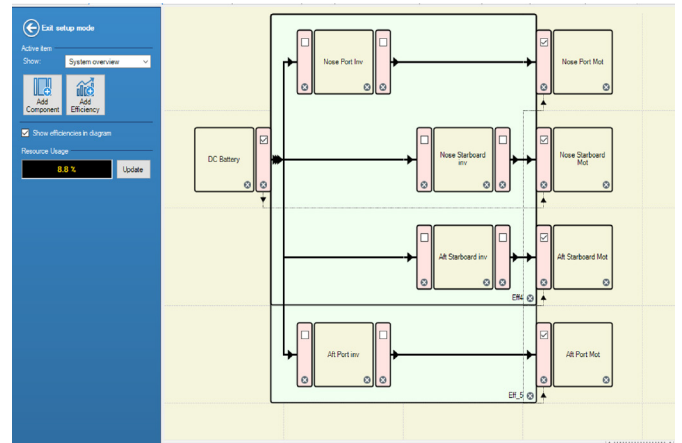 Exit setup mode
Active item
Show: System overview
Add Component
Add Efficiency
Show efficiencies in diagram
Resource Usage
8.8 %
Update
Nose Port Inv
Nose Port Mot
DC Battery
Nose Starboard
inv
Nose Starboard
Mot
Aft Starboard inv
Aft Starboard Mot
Eff4
Aft Port inv
Aft Port Mot
Eff_5